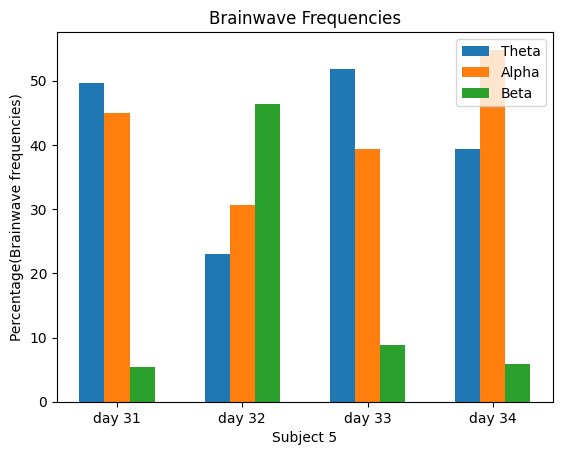 Brainwave Frequencies
Theta
Alpha
Beta
Percentage(Brainwave frequencies)
50
40
30
20
10
0
day 31 day 32 day 33 day 34
Subject 5